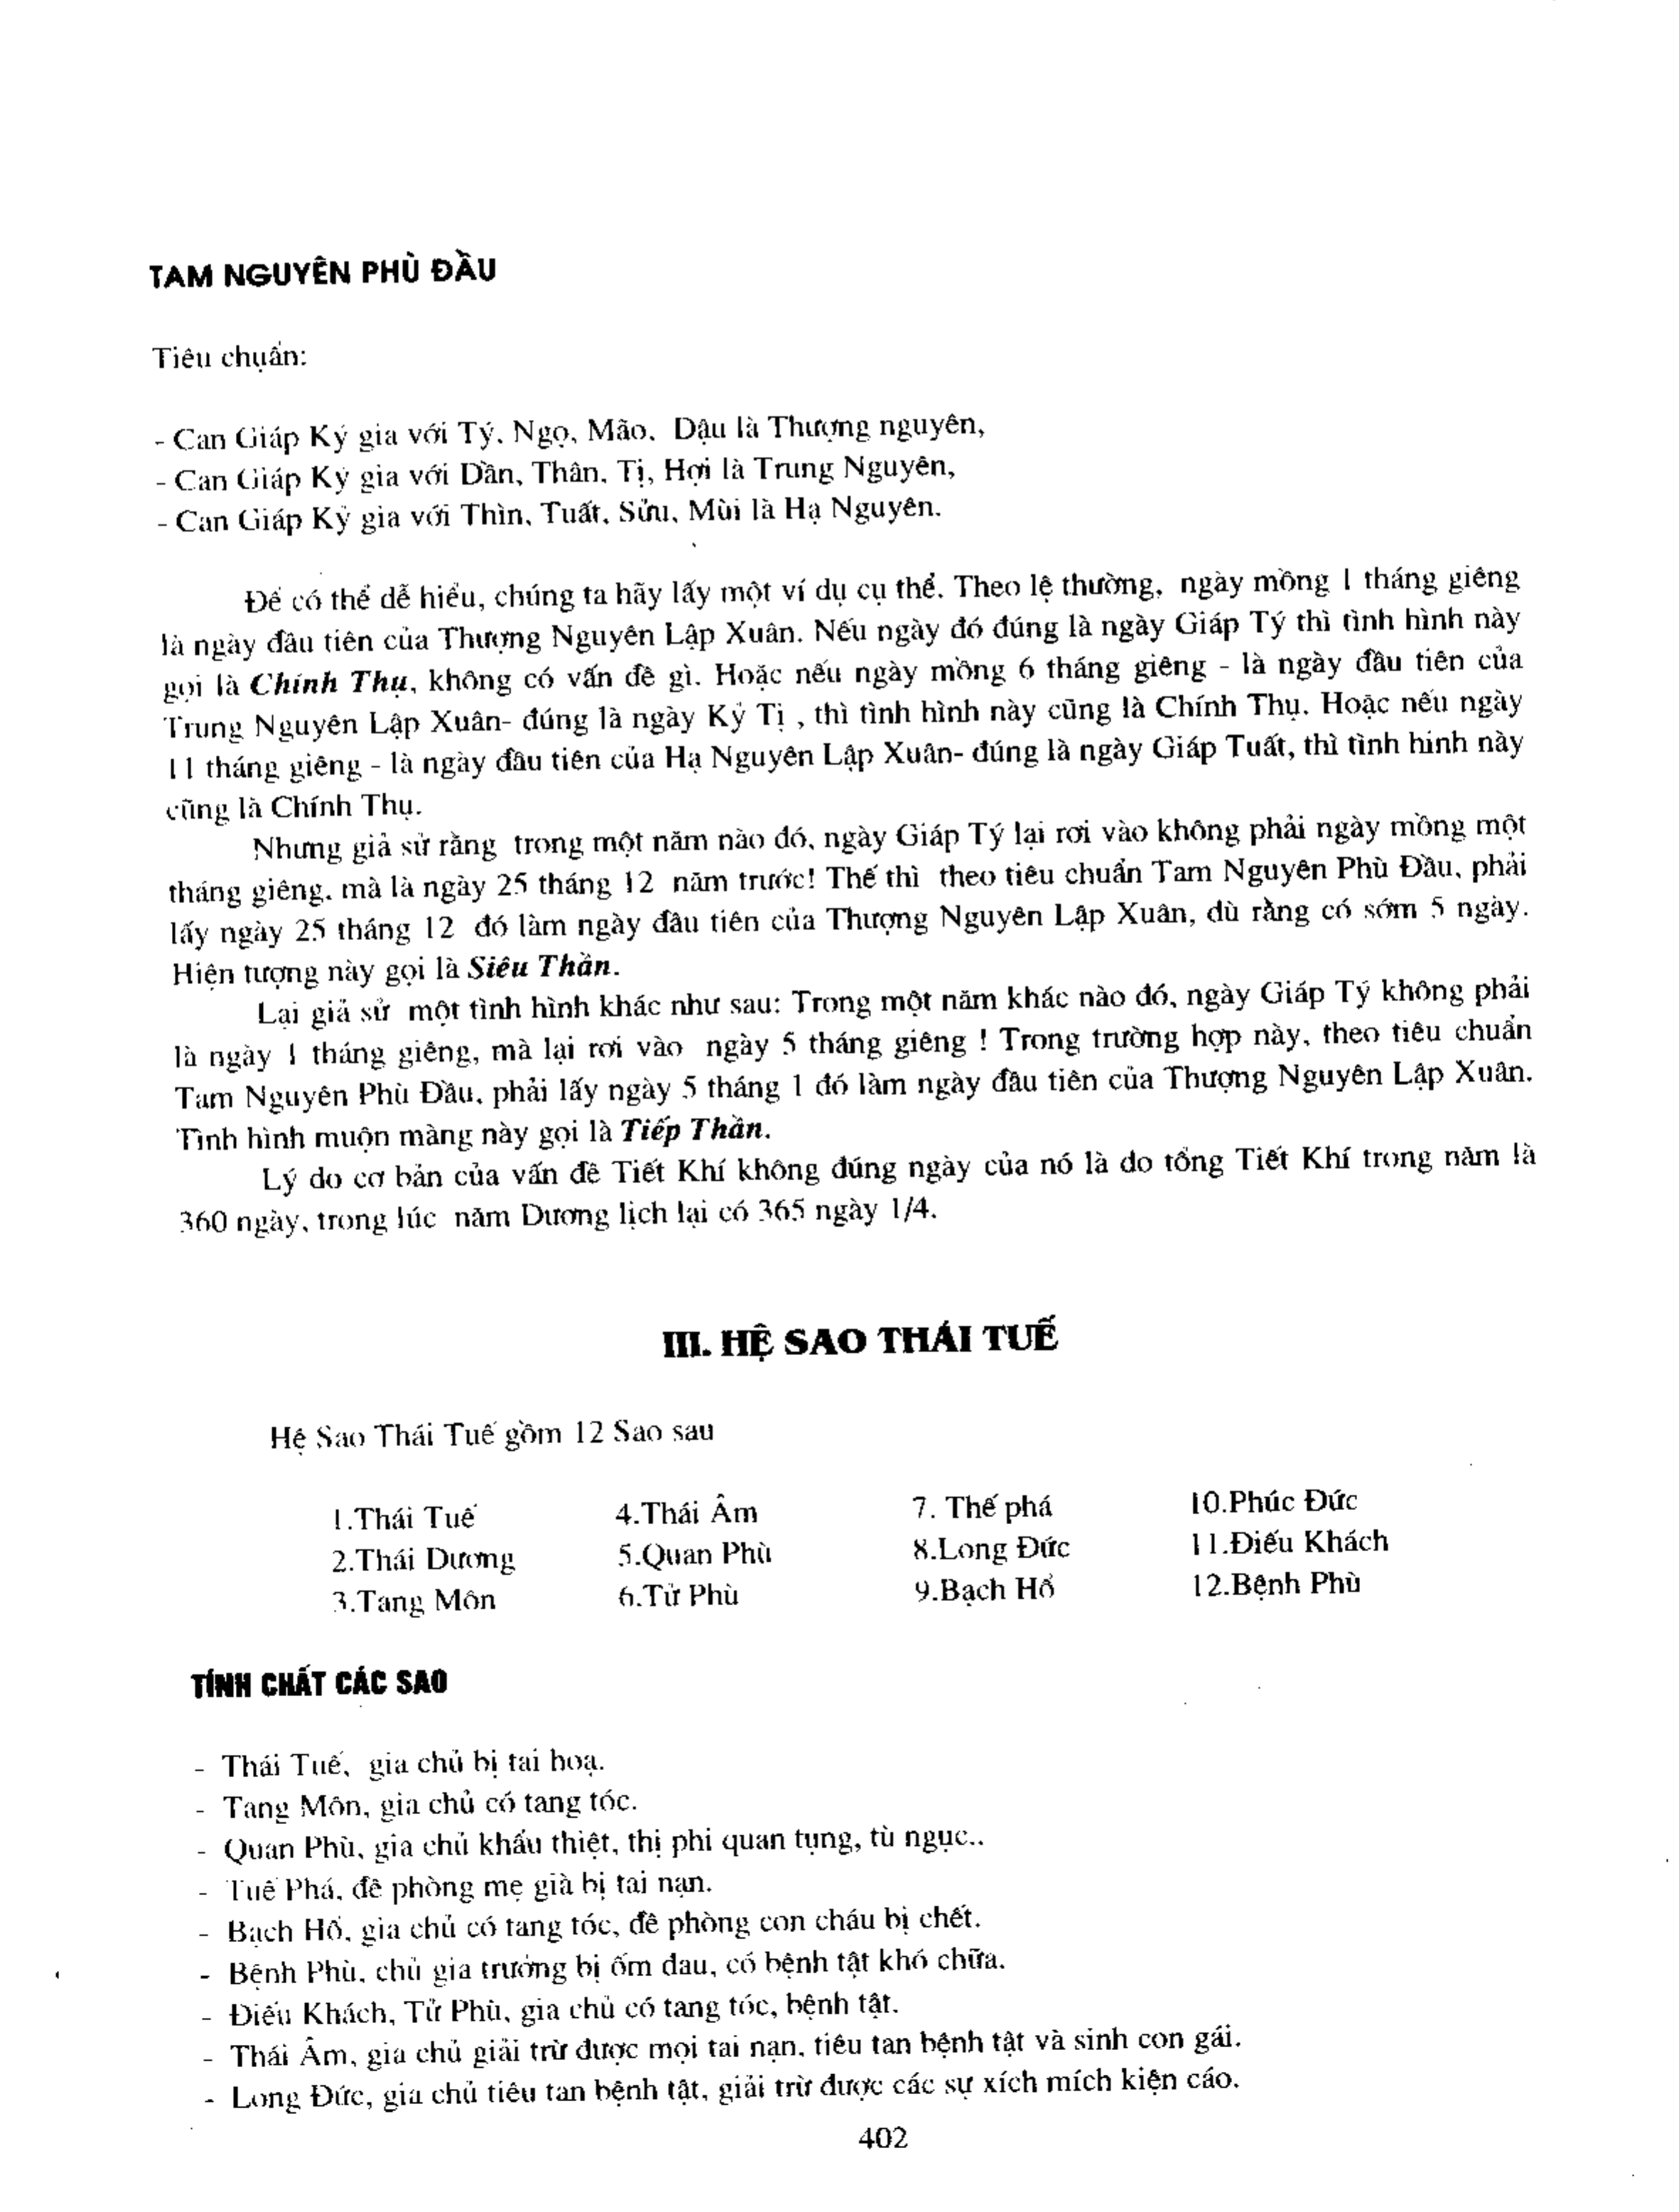 TAM NGUYÊN PHÙ ĐẦU
Tiêu chuẩn:
- Can Giáp Kỷ gia với Tý, Ngọ, Mão, Dậu là Thượng nguyên,
- Can Giáp Kỷ gia với Dần, Thân, Tị, Hợi là Trung Nguyên,
- Can Giáp Kỷ gia với Thìn, Tuất, Sửu, Mùi là Hạ Nguyên.
Để có thể dễ hiểu, chúng ta hãy lấy một ví dụ cụ thể. Theo lệ thường, ngày mồng 1 tháng giêng
là ngày đầu tiên của Thượng Nguyên Lập Xuân. Nếu ngày đó đúng là ngày Giáp Tý thì tình hình này
gọi là Chính Thụ, không có vấn đề gì. Hoặc nếu ngày mồng 6 tháng giêng - là ngày đầu tiên của
Trung Nguyên Lập Xuân- đúng là ngày Kỷ Tị , thì tình hình này cũng là Chính Thụ. Hoặc nếu ngày
11 tháng giêng - là ngày đầu tiên của Hạ Nguyên Lập Xuân- đúng là ngày Giáp Tuất, thì tình hình này
cũng là Chính Thụ.
Nhưng giả sử rằng trong một năm nào đó, ngày Giáp Tý lại rơi vào không phải ngày mồng một
tháng giêng, mà là ngày 25 tháng 12 năm trước! Thế thì theo tiêu chuẩn Tam Nguyên Phù Đầu, phải
lấy ngày 25 tháng 12 đó làm ngày đầu tiên của Thượng Nguyên Lập Xuân, dù rằng có sớm 5 ngày.
Hiện tượng này gọi là Siêu Thần.
Lại giả sử một tình hình khác như sau: Trong một năm khác nào đó, ngày Giáp Tý không phải
là ngày 1 tháng giêng, mà lại rơi vào ngày 5 tháng giêng ! Trong trường hợp này, theo tiêu chuẩn
Tam Nguyên Phù Đầu, phải lấy ngày 5 tháng 1 đó làm ngày đầu tiên của Thượng Nguyên Lập Xuân.
Tình hình muộn màng này gọi là Tiếp Thần.
Lý do cơ bản của vấn đề Tiết Khí không đúng ngày của nó là do tổng Tiết Khí trong năm là
360 ngày, trong lúc năm Dương lịch lại có 365 ngày 1/4.
III. HỆ SAO THÁI TUẾ
Hệ Sao Thái Tuế gồm 12 Sao sau
1.Thái Tuế 4.Thái Âm 7. Thế phá 10.Phúc Đức
2.Thái Dương 5.Quan Phù 8.Long Đức 11.Điếu Khách
3.Tang Môn 6.Tử Phù 9.Bạch Hổ 12.Bệnh Phù
TÍNH CHẤT CÁC SAO
- Thái Tuế, gia chủ bị tai hoạ.
- Tang Môn, gia chủ có tang tóc.
- Quan Phù, gia chủ khẩu thiệt, thị phi quan tụng, tù ngục..
- Tuế Phá, đề phòng mẹ già bị tai nạn.
- Bạch Hổ, gia chủ có tang tóc, đề phòng con cháu bị chết.
- Bệnh Phù, chủ gia trưởng bị ốm đau, có bệnh tật khó chữa.
- Điếu Khách, Tử Phù, gia chủ có tang tóc, bệnh tật.
- Thái Âm, gia chủ giải trừ được mọi tai nạn, tiêu tan bệnh tật và sinh con gái.
- Long Đức, gia chủ tiêu tan bệnh tật, giải trừ được các sự xích mích kiện cáo.
402